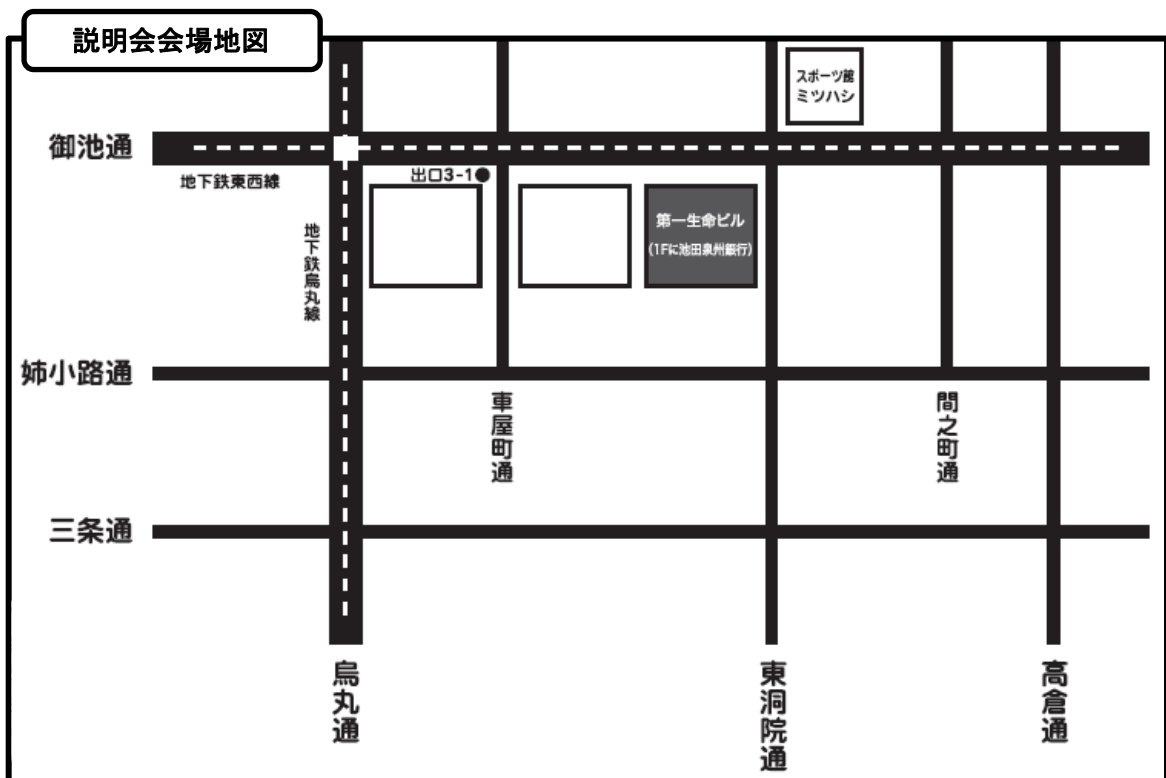 説明会会場地図
スポーツ館
ミツハシ
御池通
出口3-1●
地下鉄東西線
第一生命ビル
(1Fに池田泉州銀行)
地下鉄烏丸線
姉小路通
車屋町通
間之町通
三条通
烏丸通
東洞院通
高倉通